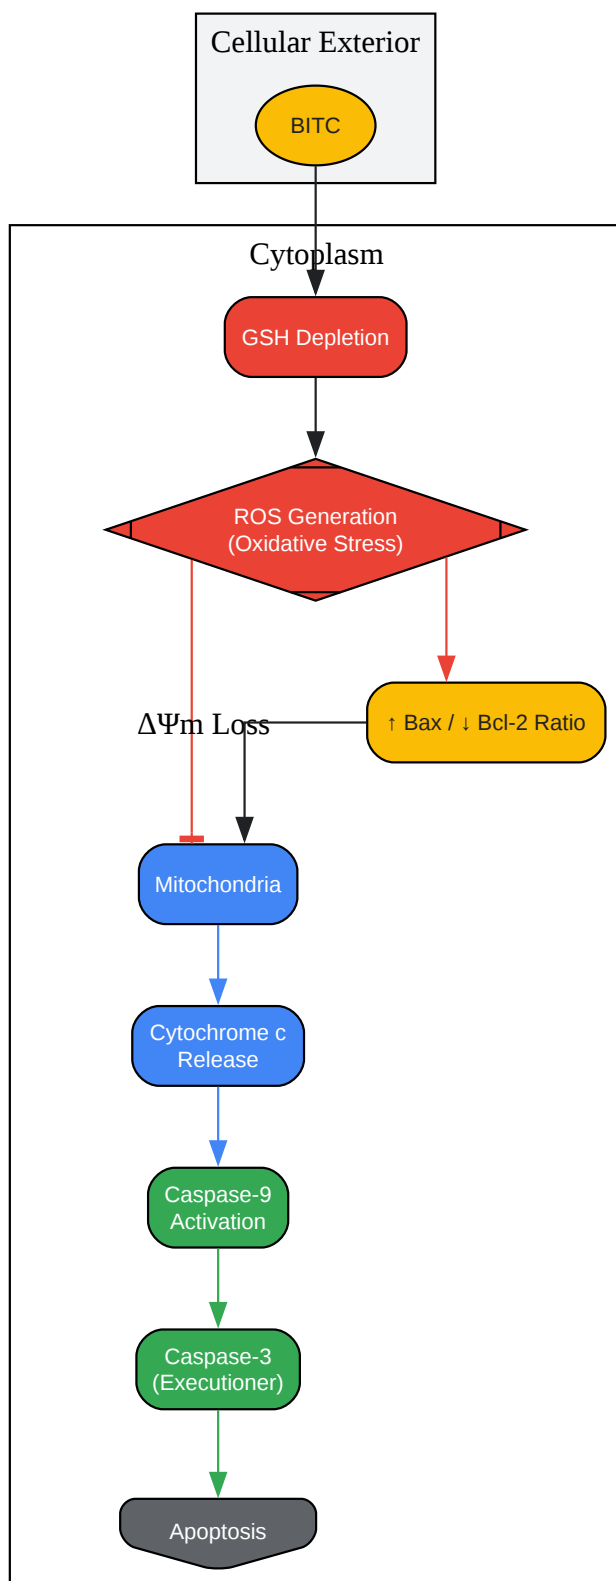 Cellular Exterior
BITC
Cytoplasm
GSH Depletion
ROS Generation
(Oxidative Stress)
↑ Bax / ↓ Bcl-2 Ratio
ΔΨm Loss
Mitochondria
Cytochrome c
Release
Caspase-9
Activation
Caspase-3
(Executioner)
Apoptosis